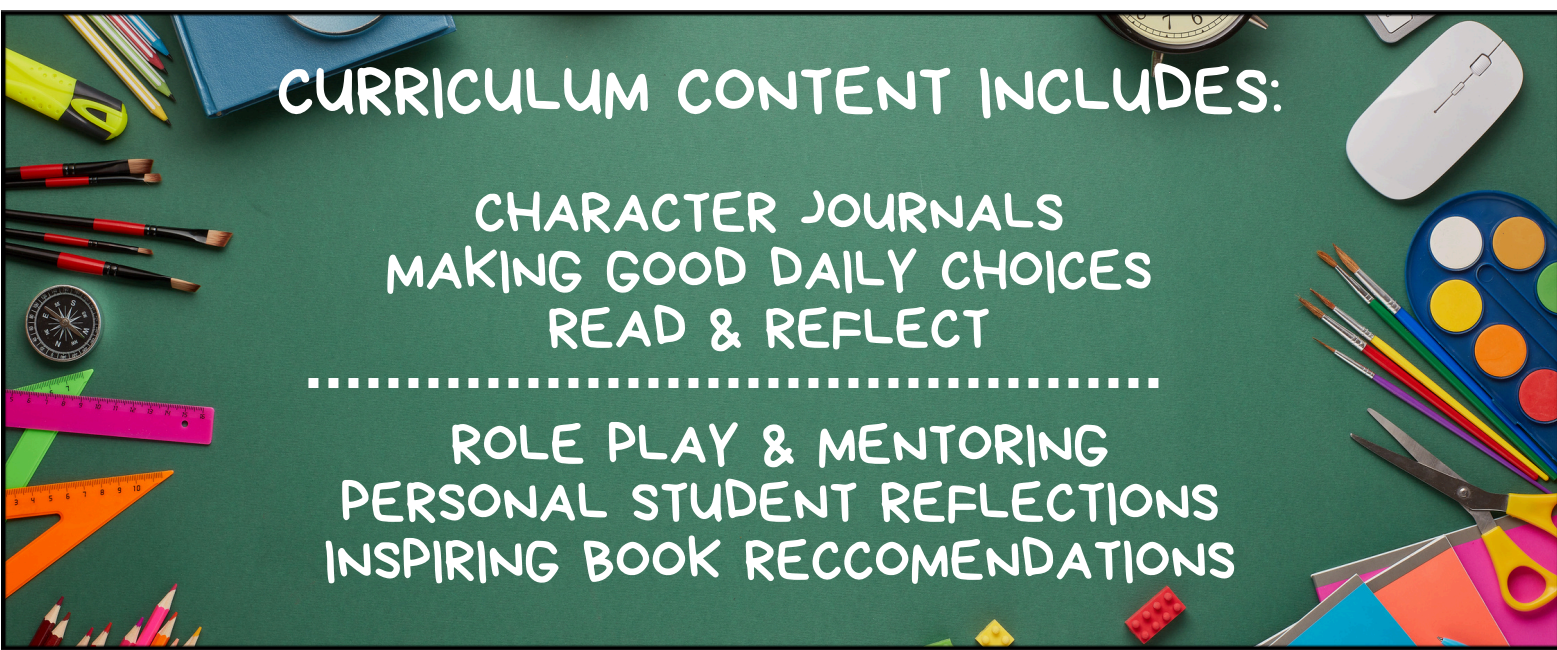 CURRICULUM CONTENT INCLUDES:
CHARACTER JOURNALS
MAKING GOOD DAILY CHOICES
READ & REFLECT
ROLE PLAY & MENTORING
PERSONAL STUDENT REFLECTIONS
INSPIRING BOOK RECCOMENDATIONS